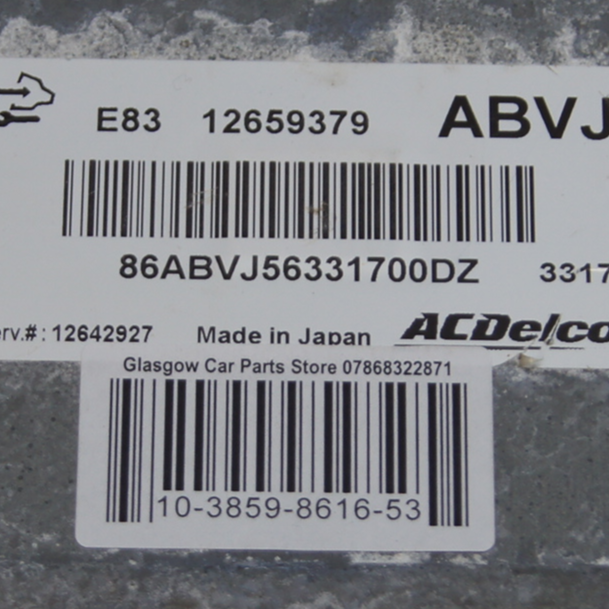 E83 12659379 ABVJ
86ABVJ56331700DZ 3317
erv.#: 12642927 Made in Japan ACDelco
Glasgow Car Parts Store 07868322871
10-3859-8616-53